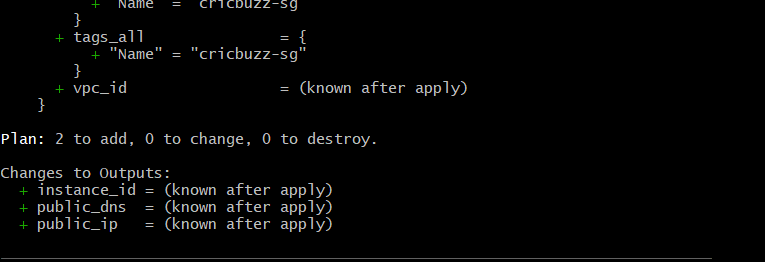 + "Name" = "cricbuzz-sg"
}
+ tags_all = {
+ "Name" = "cricbuzz-sg"
}
+ vpc_id = (known after apply)
}
Plan: 2 to add, 0 to change, 0 to destroy.
Changes to Outputs:
+ instance_id = (known after apply)
+ public_dns = (known after apply)
+ public_ip = (known after apply)